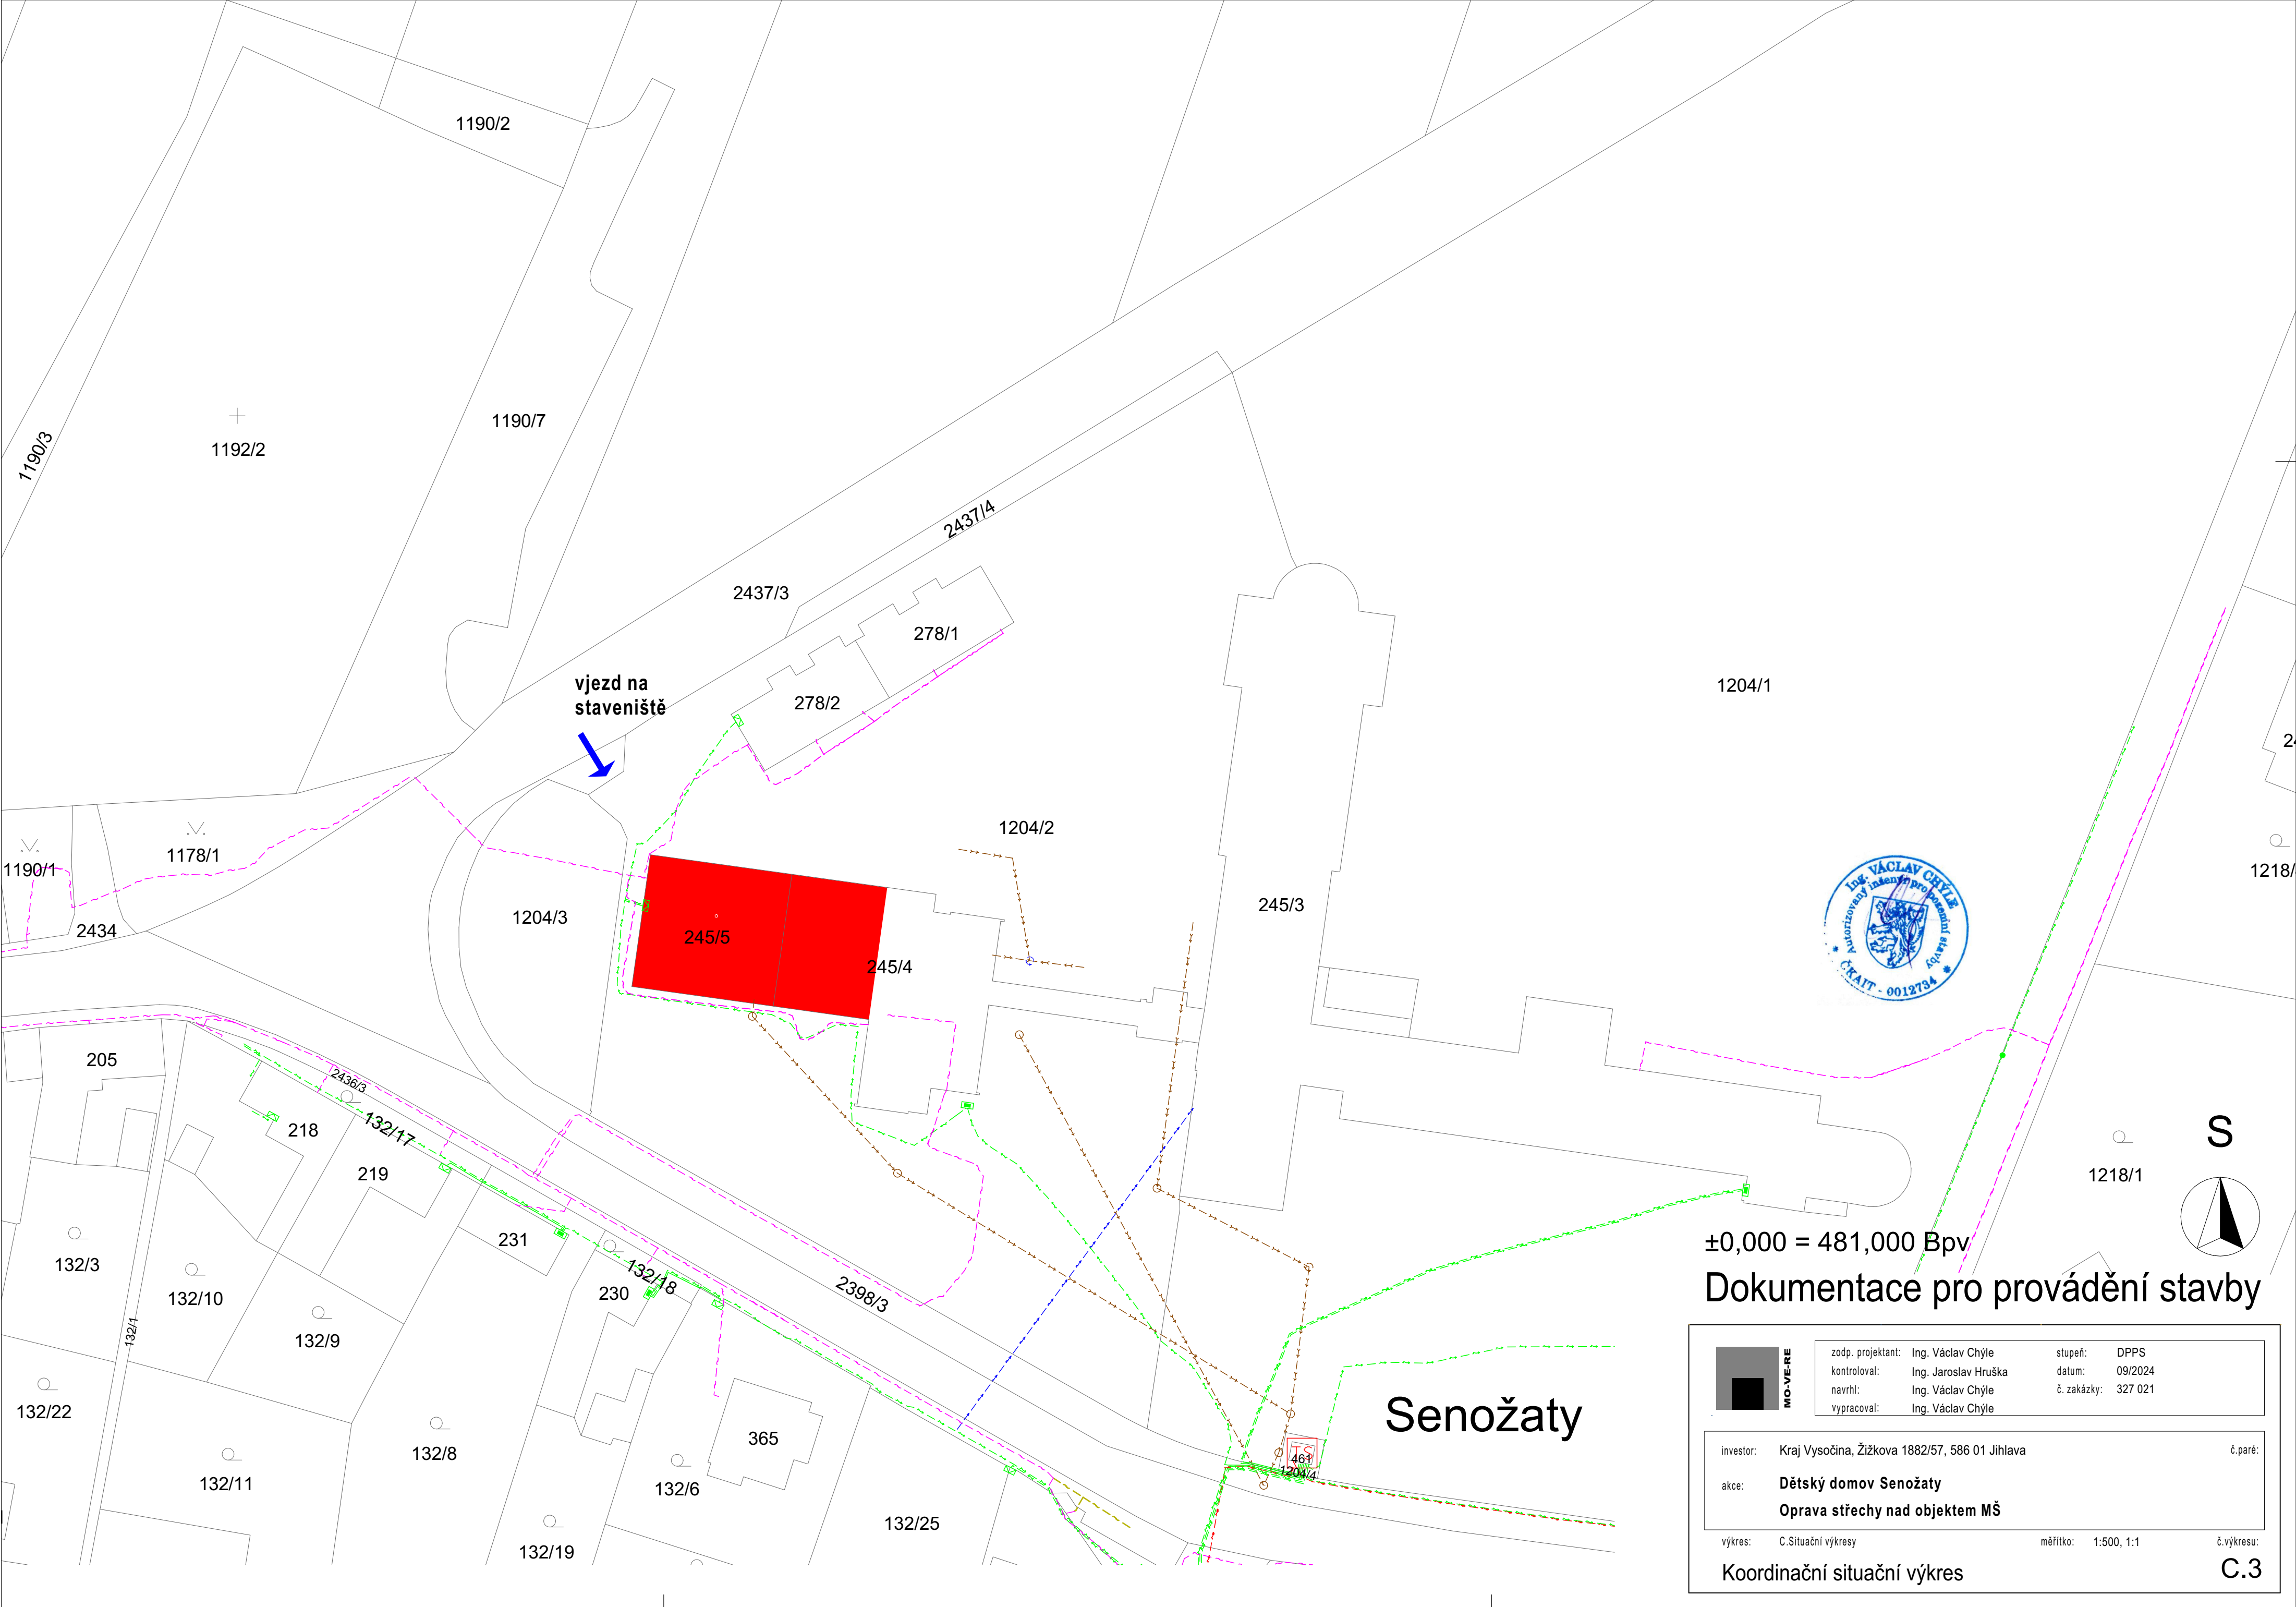 1190/2
1190/3
1192/2
1190/7
2437/4
2437/3
278/1
278/2
vjezd na
staveniště
1204/1
1204/2
1190/1
1178/1
2434
1204/3
245/5
245/4
245/3
1218/
Ing. VÁCLAV CHÝLE
Autorizovaný inženýr pro pozemní stavby
* ČKAIT - 0012734 *
205
2436/3
132/17
218
219
231
132/3
132/10
132/9
132/1
230
132/18
2398/3
132/22
132/11
132/8
132/6
365
132/19
132/25
TS
461
1204/4
Senožaty
1218/1
S
±0,000 = 481,000 Bpv
Dokumentace pro provádění stavby
MO-VE-RE
zodp. projektant: Ing. Václav Chýle stupeň: DPPS
kontroloval: Ing. Jaroslav Hruška datum: 09/2024
navrhl: Ing. Václav Chýle č. zakázky: 327 021
vypracoval: Ing. Václav Chýle
investor: Kraj Vysočina, Žižkova 1882/57, 586 01 Jihlava č.paré:
akce: Dětský domov Senožaty
Oprava střechy nad objektem MŠ
výkres: C.Situační výkresy měřítko: 1:500, 1:1 č.výkresu:
Koordinační situační výkres C.3